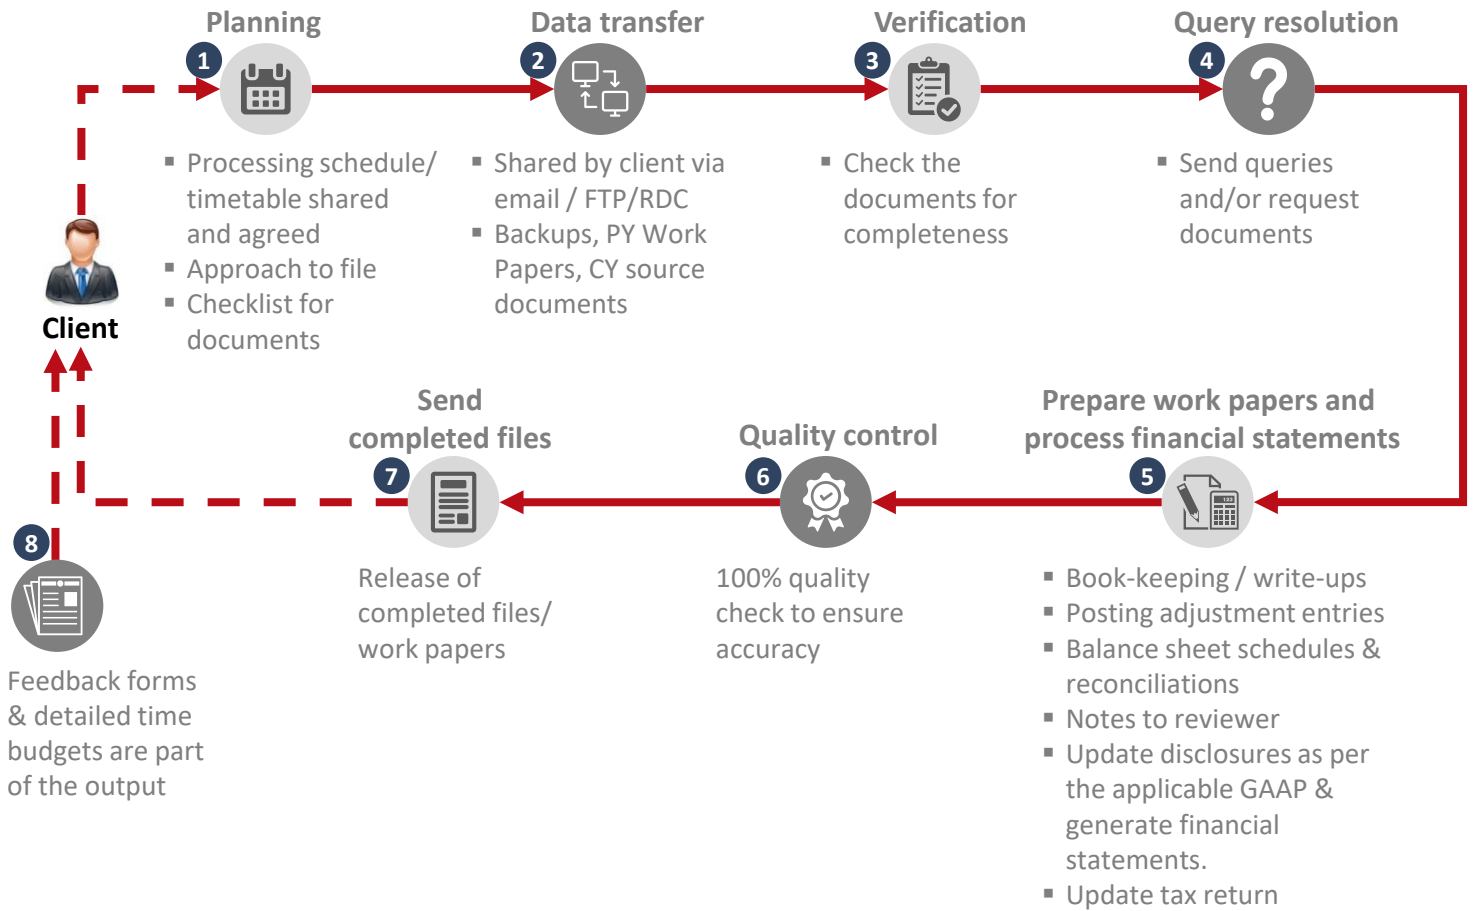 Planning
1
▪ Processing schedule/
timetable shared
and agreed
▪ Approach to file
▪ Checklist for
documents
Data transfer
2
▪ Shared by client via
email / FTP/RDC
▪ Backups, PY Work
Papers, CY source
documents
Verification
3
▪ Check the
documents for
completeness
Query resolution
4
▪ Send queries
and/or request
documents
Client
Prepare work papers and
process financial statements
5
123
▪ Book-keeping / write-ups
▪ Posting adjustment entries
▪ Balance sheet schedules &
reconciliations
▪ Notes to reviewer
▪ Update disclosures as per
the applicable GAAP &
generate financial
statements.
▪ Update tax return
Quality control
6
100% quality
check to ensure
accuracy
Send
completed files
7
Release of
completed files/
work papers
8
Feedback forms
& detailed time
budgets are part
of the output